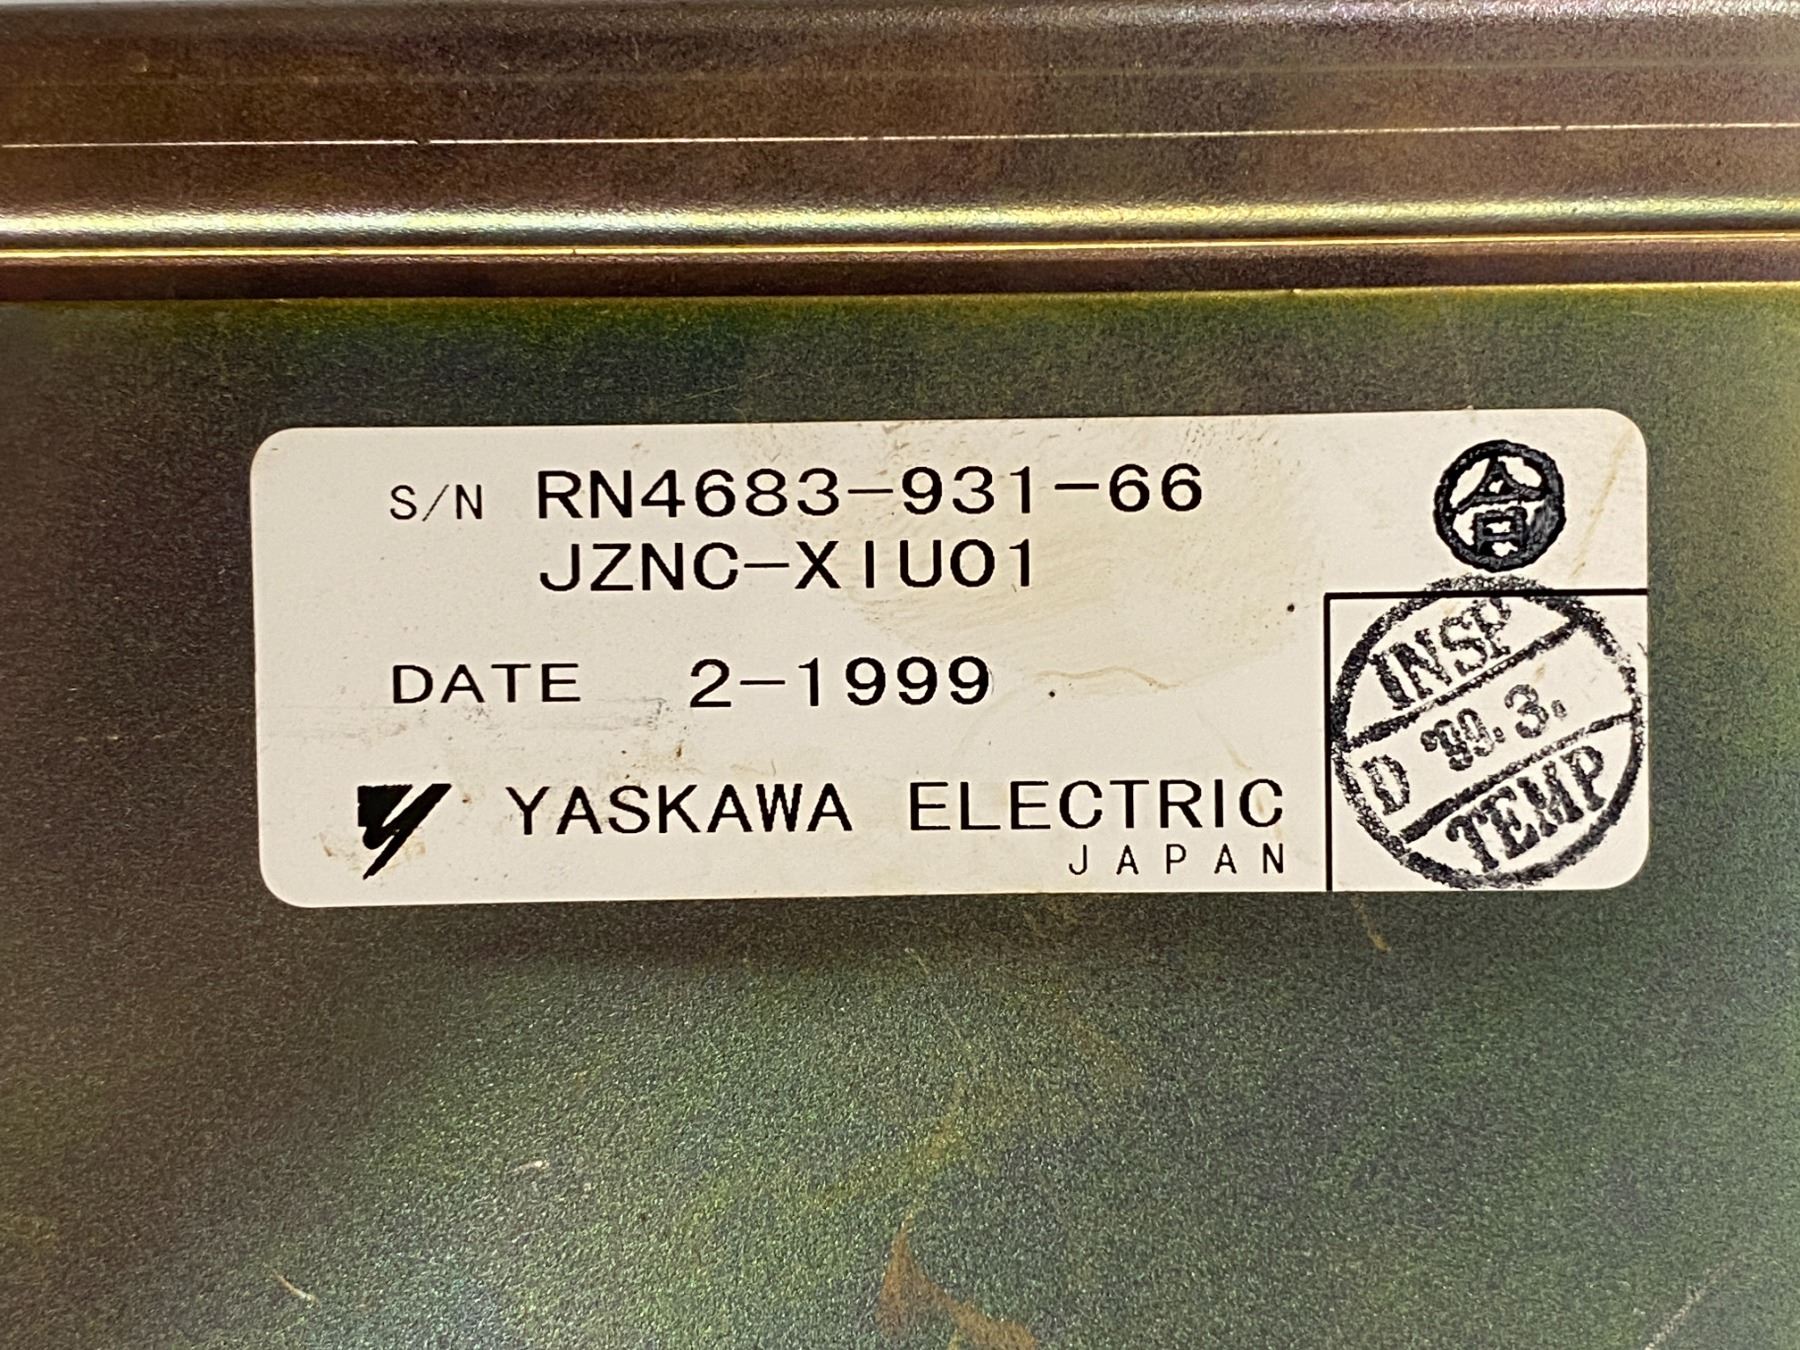 S/N RN4683-931-66
JZNC-XIU01
DATE 2-1999
YASKAWA ELECTRIC
JAPAN
合
INSP
D '99.3.
TEMP